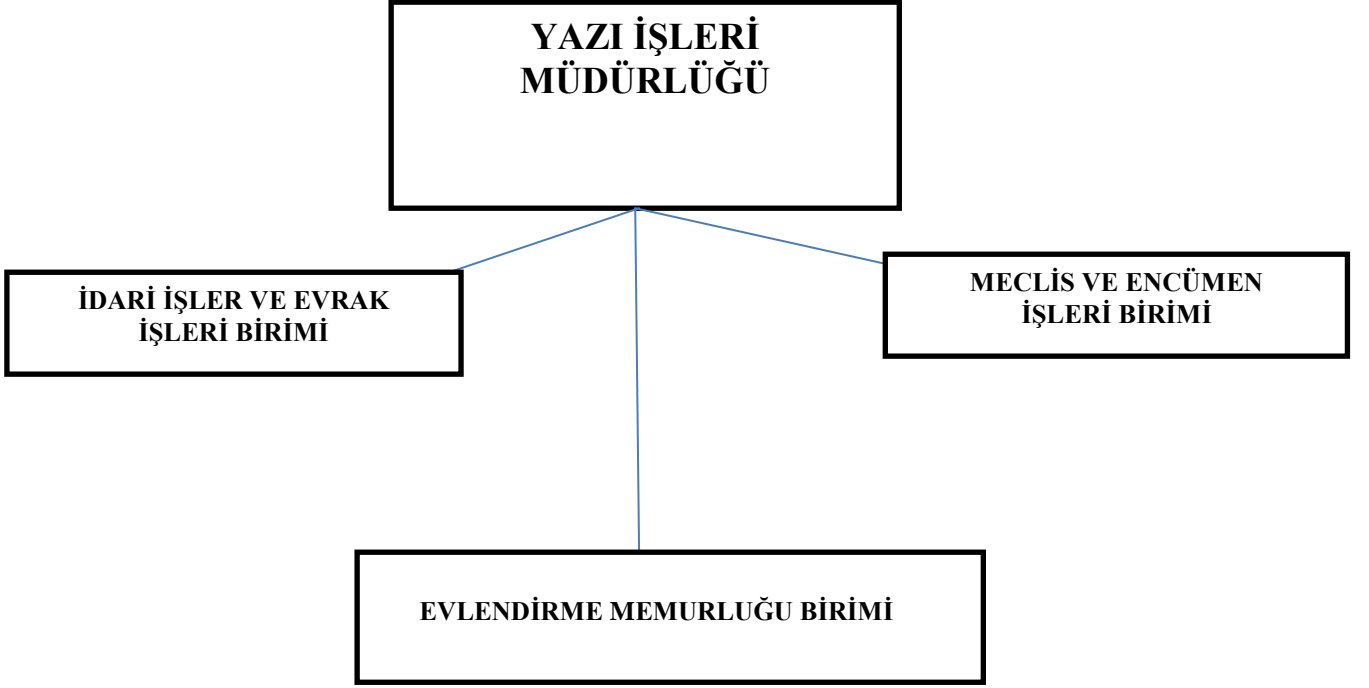 YAZI İŞLERİ
MÜDÜRLÜĞÜ
İDARİ İŞLER VE EVRAK
İŞLERİ BİRİMİ
MECLİS VE ENCÜMEN
İŞLERİ BİRİMİ
EVLENDİRME MEMURLUĞU BİRİMİ